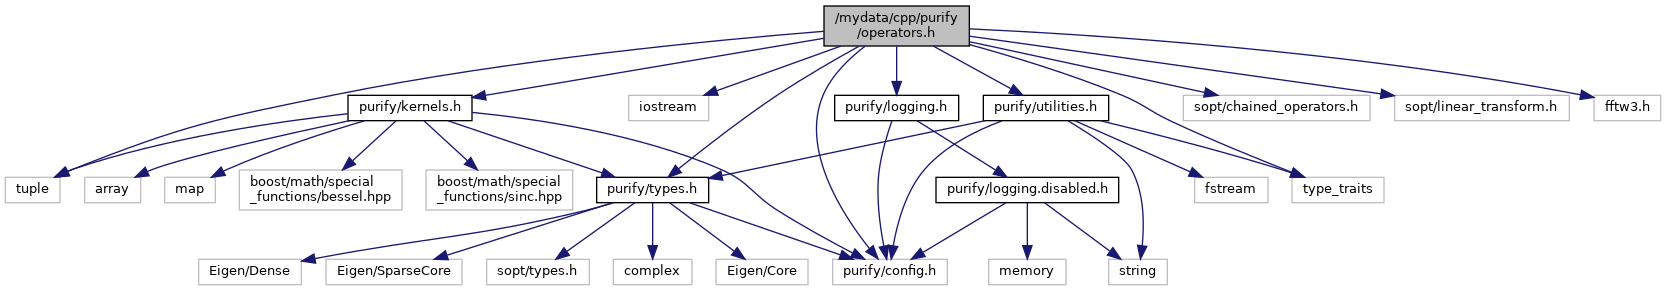 /mydata/cpp/purify
/operators.h
purify/kernels.h
iostream
purify/logging.h
purify/utilities.h
sopt/chained_operators.h
sopt/linear_transform.h
fftw3.h
tuple
array
map
boost/math/special
_functions/bessel.hpp
boost/math/special
_functions/sinc.hpp
purify/types.h
purify/logging.disabled.h
fstream
type_traits
Eigen/Dense
Eigen/SparseCore
sopt/types.h
complex
Eigen/Core
purify/config.h
memory
string